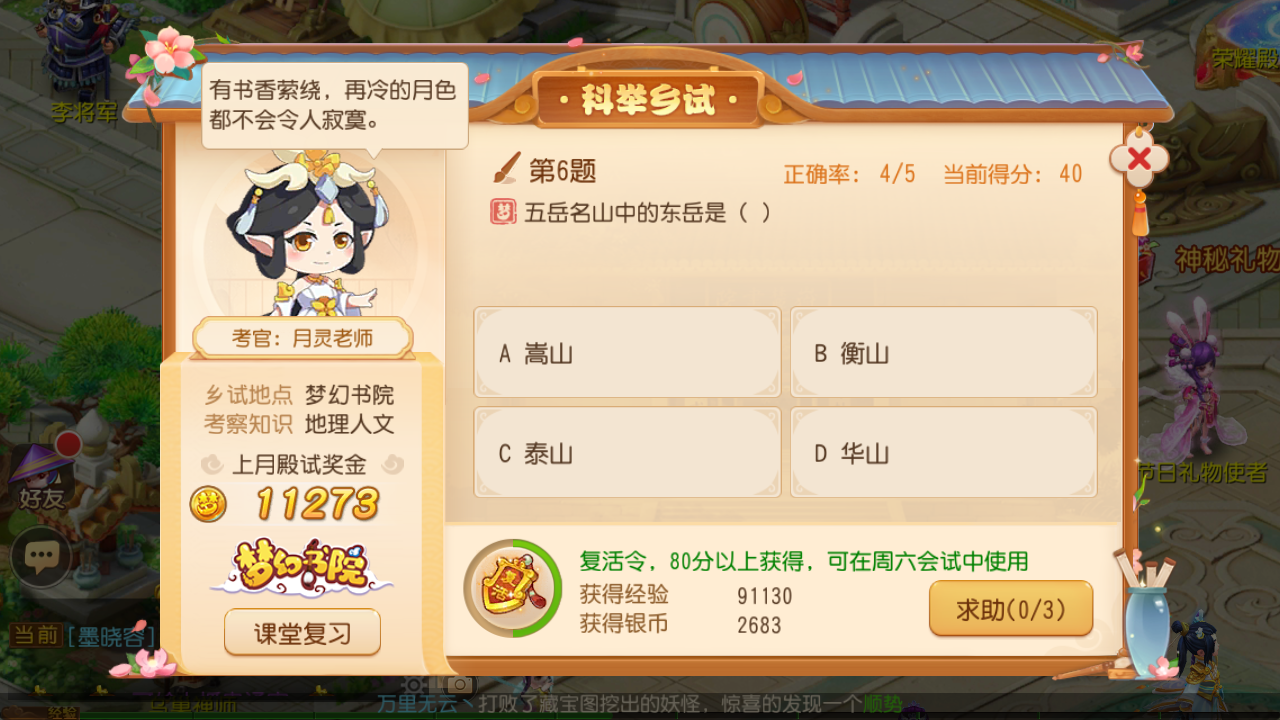 荣耀殿
李将军
有书香萦绕，再冷的月色
都不会令人寂寞。
·科举乡试·
第6题
正确率： 4/5 当前得分： 40
梦 五岳名山中的东岳是（ ）
神秘礼物
A 嵩山
B 衡山
C 泰山
D 华山
考官：月灵老师
乡试地点 梦幻书院
考察知识 地理人文
上月殿试奖金
11273
梦幻书院
课堂复习
节日礼物使者
好友
复活令，80分以上获得，可在周六会试中使用
获得经验 91130
获得银币 2683
求助(0/3)
当前 [墨晓容]
万里无云丶打败了藏宝图挖出的妖怪，惊喜的发现一个顺势
经验